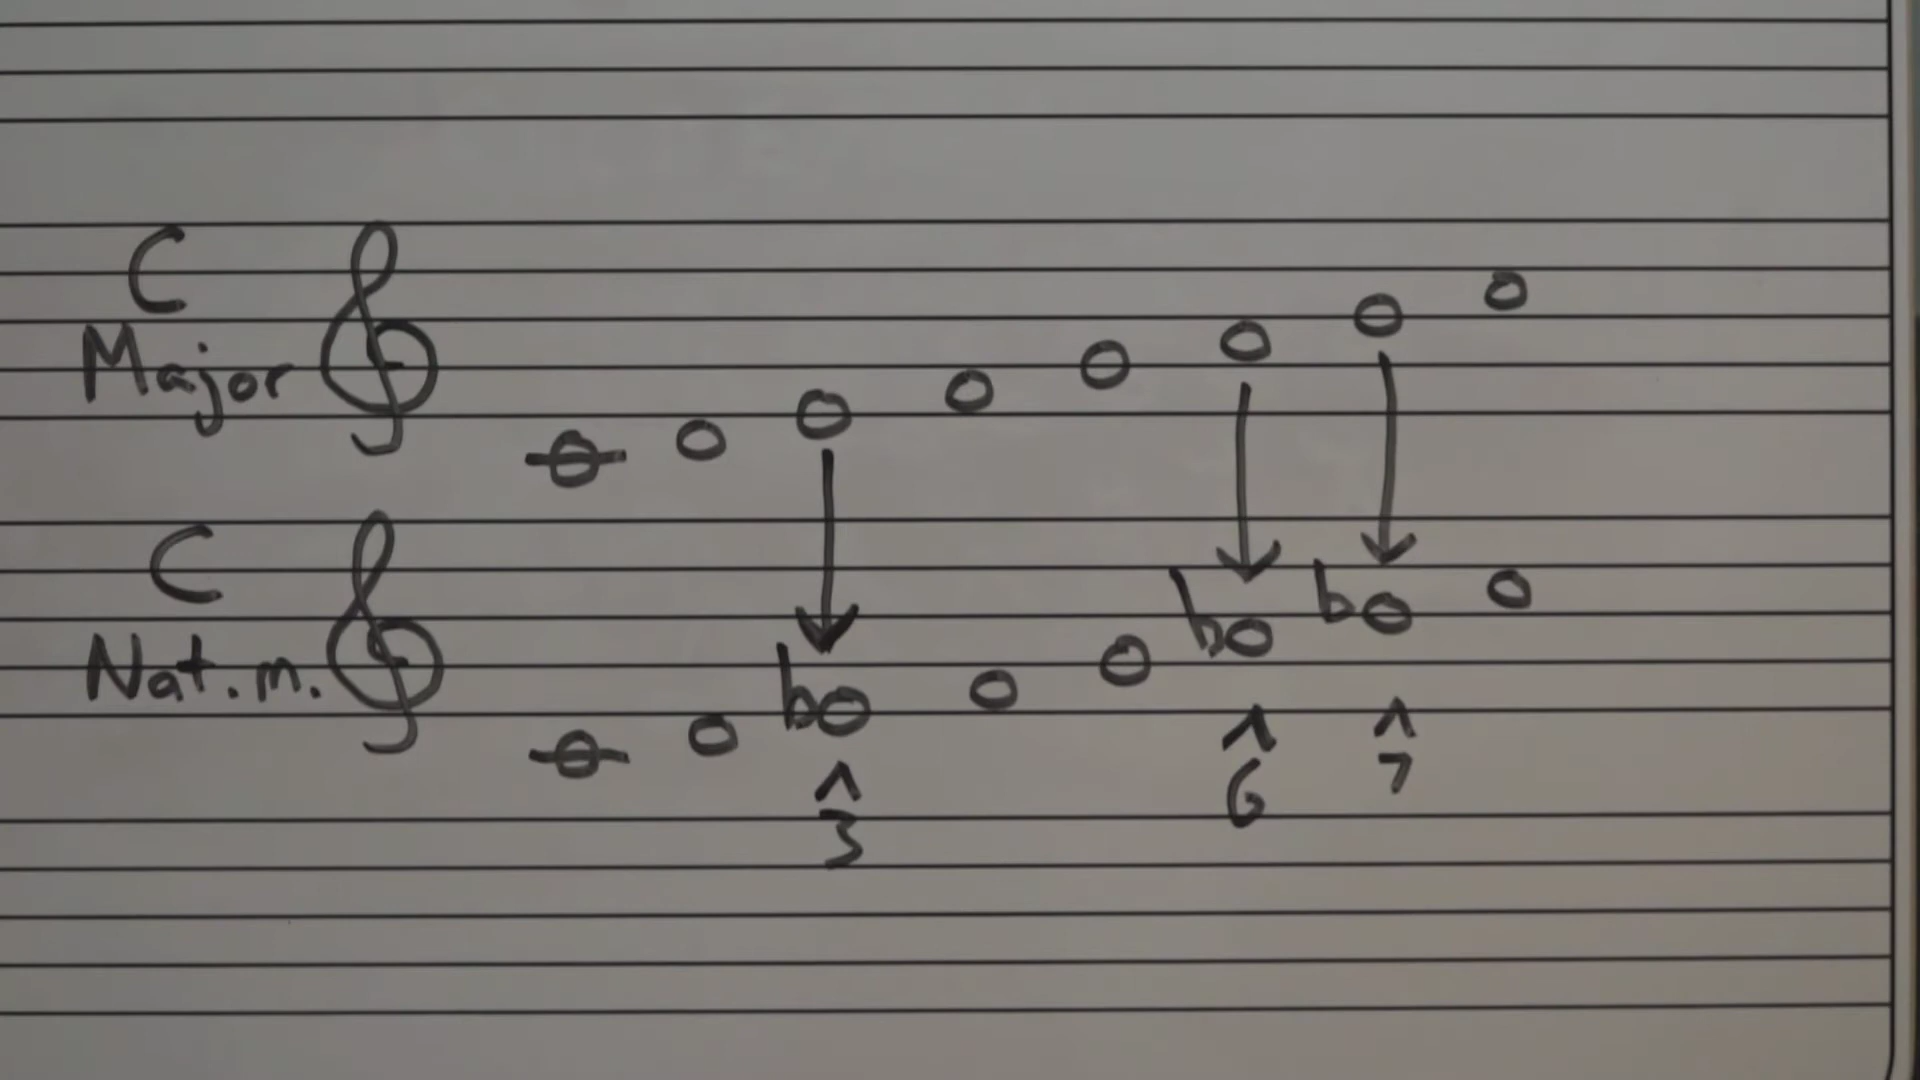 C
Major
C
Nat. m.
♭ ♭ ♭
^ ^ ^
3 6 7